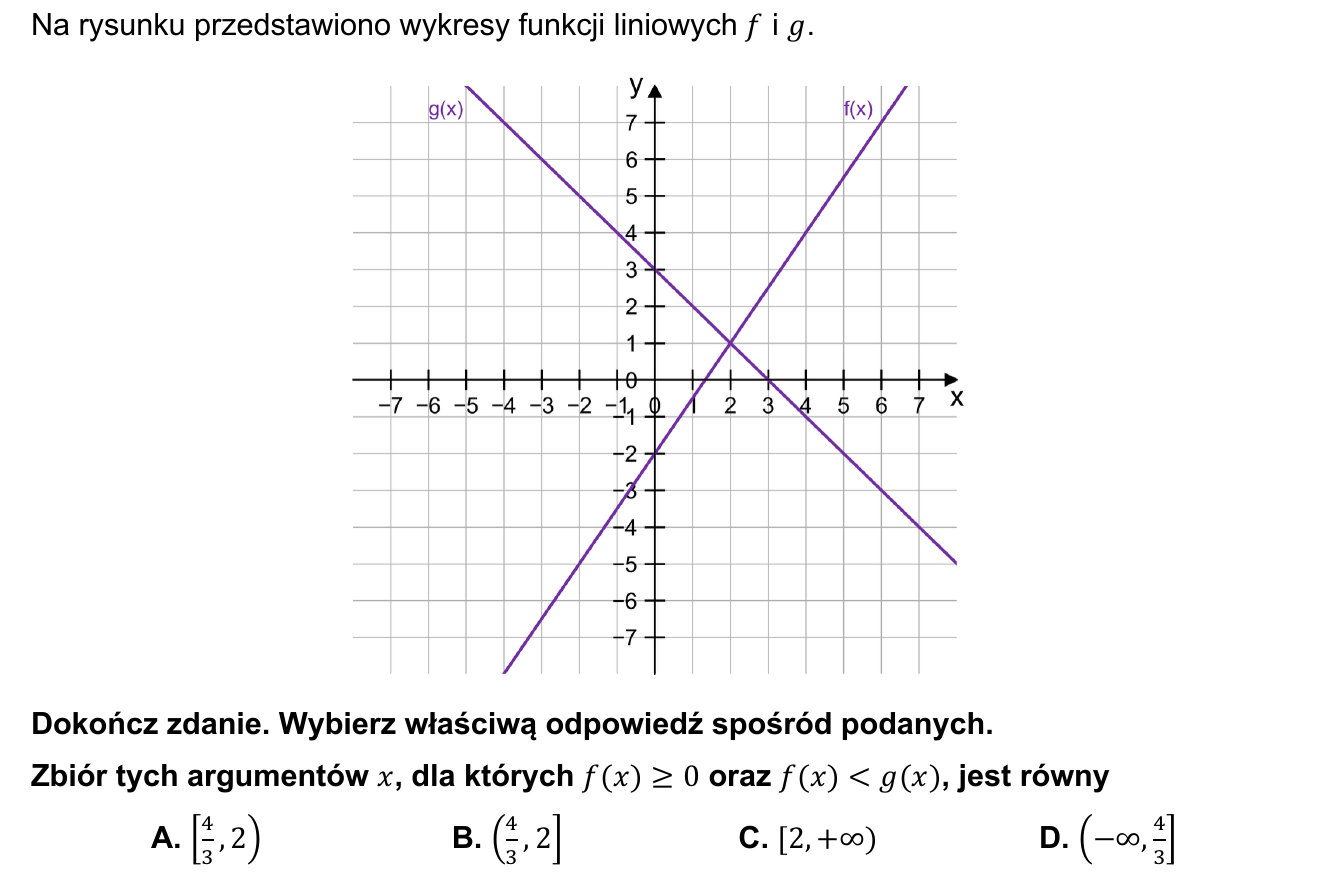 Na rysunku przedstawiono wykresy funkcji liniowych f i g.
y
g(x) f(x)
7
6
5
4
3
2
1
0
−7 −6 −5 −4 −3 −2 −1 0 1 2 3 4 5 6 7 x
−1
−2
−3
−4
−5
−6
−7
Dokończ zdanie. Wybierz właściwą odpowiedź spośród podanych.
Zbiór tych argumentów x, dla których f(x) ≥ 0 oraz f(x) < g(x), jest równy
A. [4/3, 2) B. (4/3, 2] C. [2, +∞) D. (−∞, 4/3]